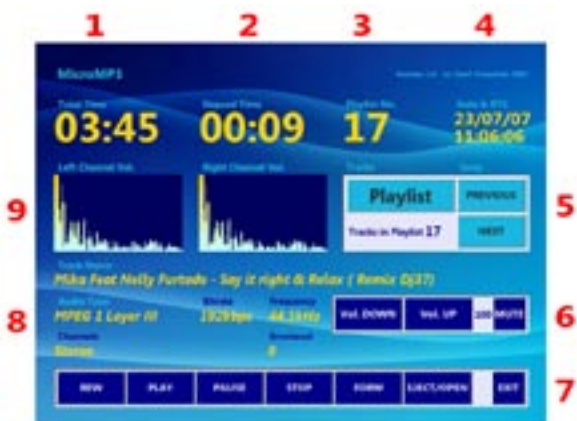 1 2 3 4
MicroMP3
Total Time Elapsed Time Playlist No. Date & RTC
03:45 00:09 17 23/07/07
11:06:06
Left Channel Vol. Right Channel Vol. Tracks
9
Playlist PREVIOUS
5
Tracks in Playlist 17 NEXT
Track Name
Mika Feat Nelly Furtado - Say it right & Relax ( Remix Dj37)
Audio Type Bitrate Frequency
8
MPEG 1 Layer III 192Kbps 44.1kHz
Vol. DOWN Vol. UP 100 MUTE
6
Channels
Stereo 0
REW PLAY PAUSE STOP FORW EJECT/OPEN EXIT
7